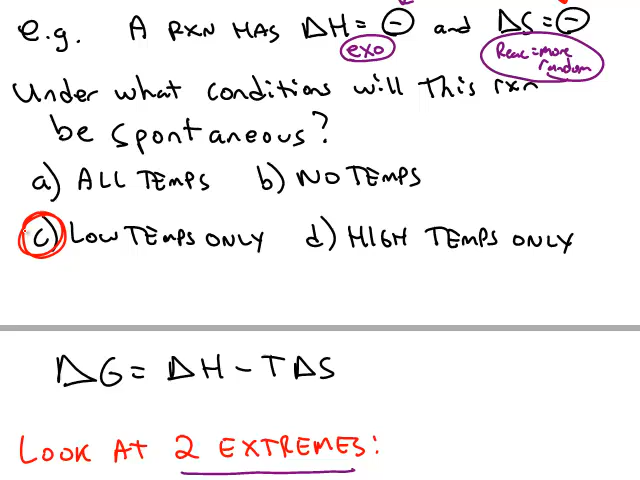 e.g. A RXN HAS ΔH = ⊖ and ΔS = ⊖
exo
Reac = more random
Under what conditions will this rxn
be spontaneous?
a) ALL TEMPS b) NO TEMPS
c) LOW TEMPS ONLY d) HIGH TEMPS ONLY
ΔG = ΔH - TΔS
LOOK AT 2 EXTREMES: